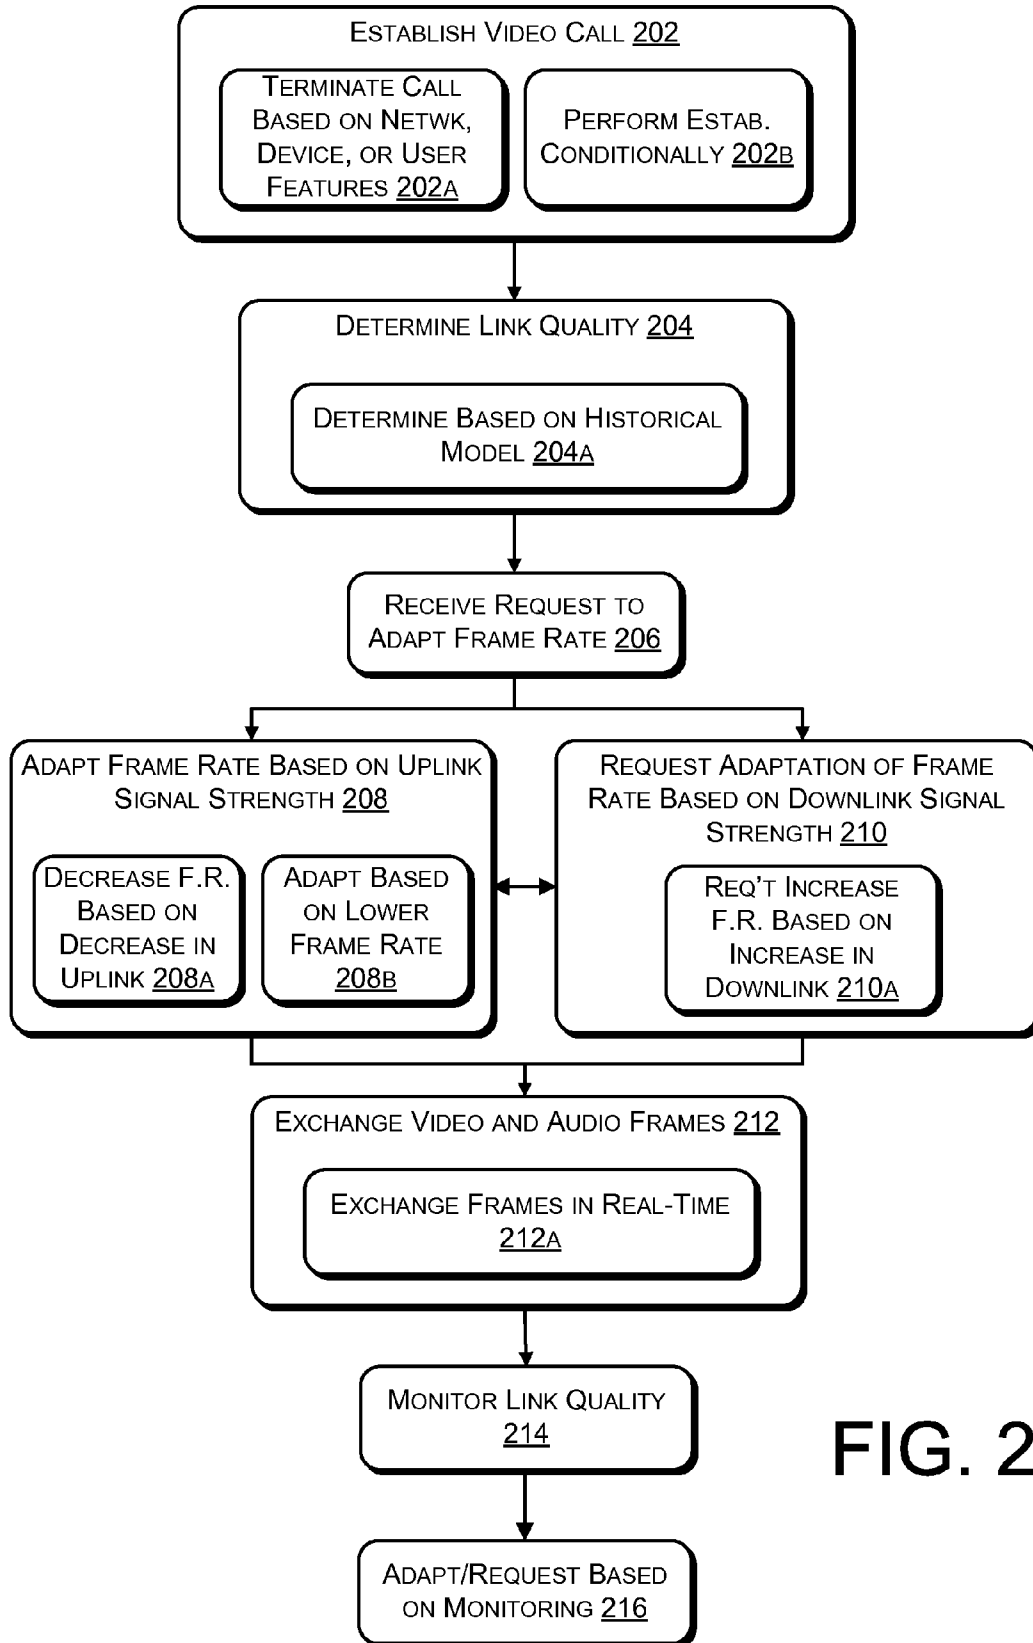 ESTABLISH VIDEO CALL 202
TERMINATE CALL
BASED ON NETWK,
DEVICE, OR USER
FEATURES 202A
PERFORM ESTAB.
CONDITIONALLY 202B
DETERMINE LINK QUALITY 204
DETERMINE BASED ON HISTORICAL
MODEL 204A
RECEIVE REQUEST TO
ADAPT FRAME RATE 206
ADAPT FRAME RATE BASED ON UPLINK
SIGNAL STRENGTH 208
DECREASE F.R.
BASED ON
DECREASE IN
UPLINK 208A
ADAPT BASED
ON LOWER
FRAME RATE
208B
REQUEST ADAPTATION OF FRAME
RATE BASED ON DOWNLINK SIGNAL
STRENGTH 210
REQ'T INCREASE
F.R. BASED ON
INCREASE IN
DOWNLINK 210A
EXCHANGE VIDEO AND AUDIO FRAMES 212
EXCHANGE FRAMES IN REAL-TIME
212A
MONITOR LINK QUALITY
214
FIG. 2
ADAPT/REQUEST BASED
ON MONITORING 216